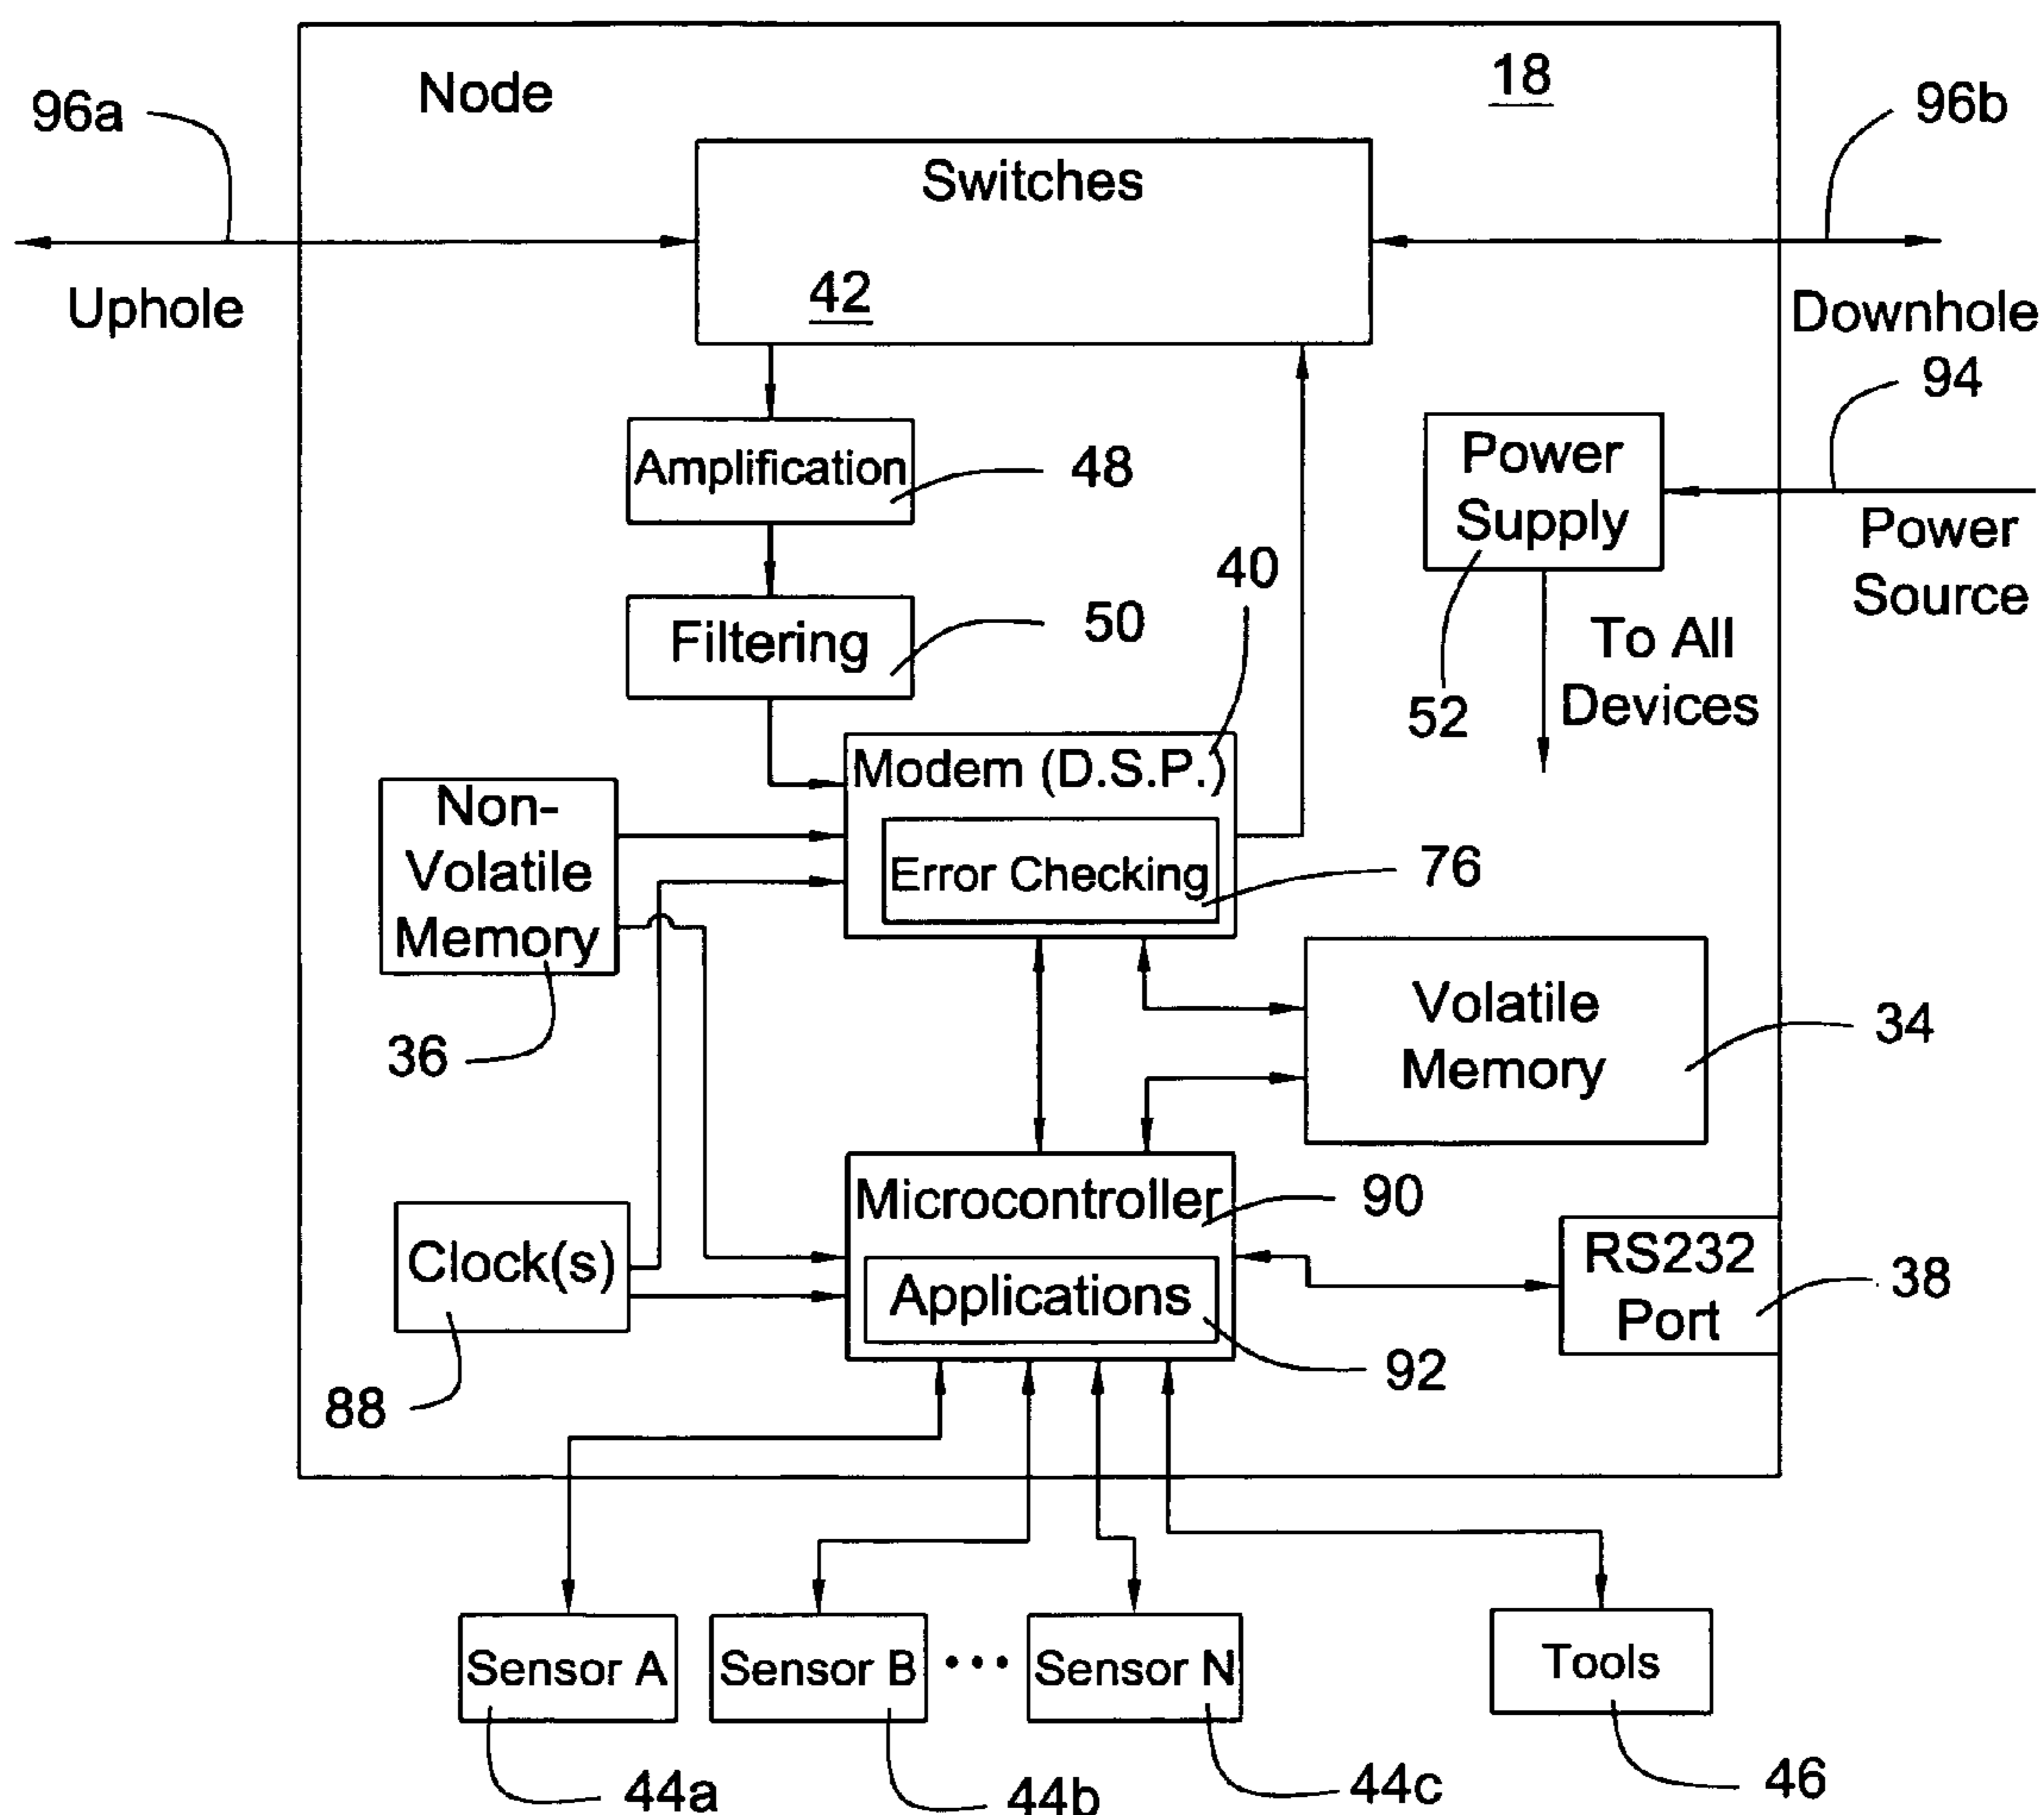 Node
18
96a
96b
Switches
42
Uphole
Downhole
94
Amplification
48
Power
Supply
Power
Source
40
52
To All
Devices
Filtering
50
Modem (D.S.P.)
Error Checking
76
Non-
Volatile
Memory
36
Volatile
Memory
34
Microcontroller
90
Applications
92
Clock(s)
88
RS232
Port
38
Sensor A
Sensor B
•••
Sensor N
Tools
44a
44b
44c
46